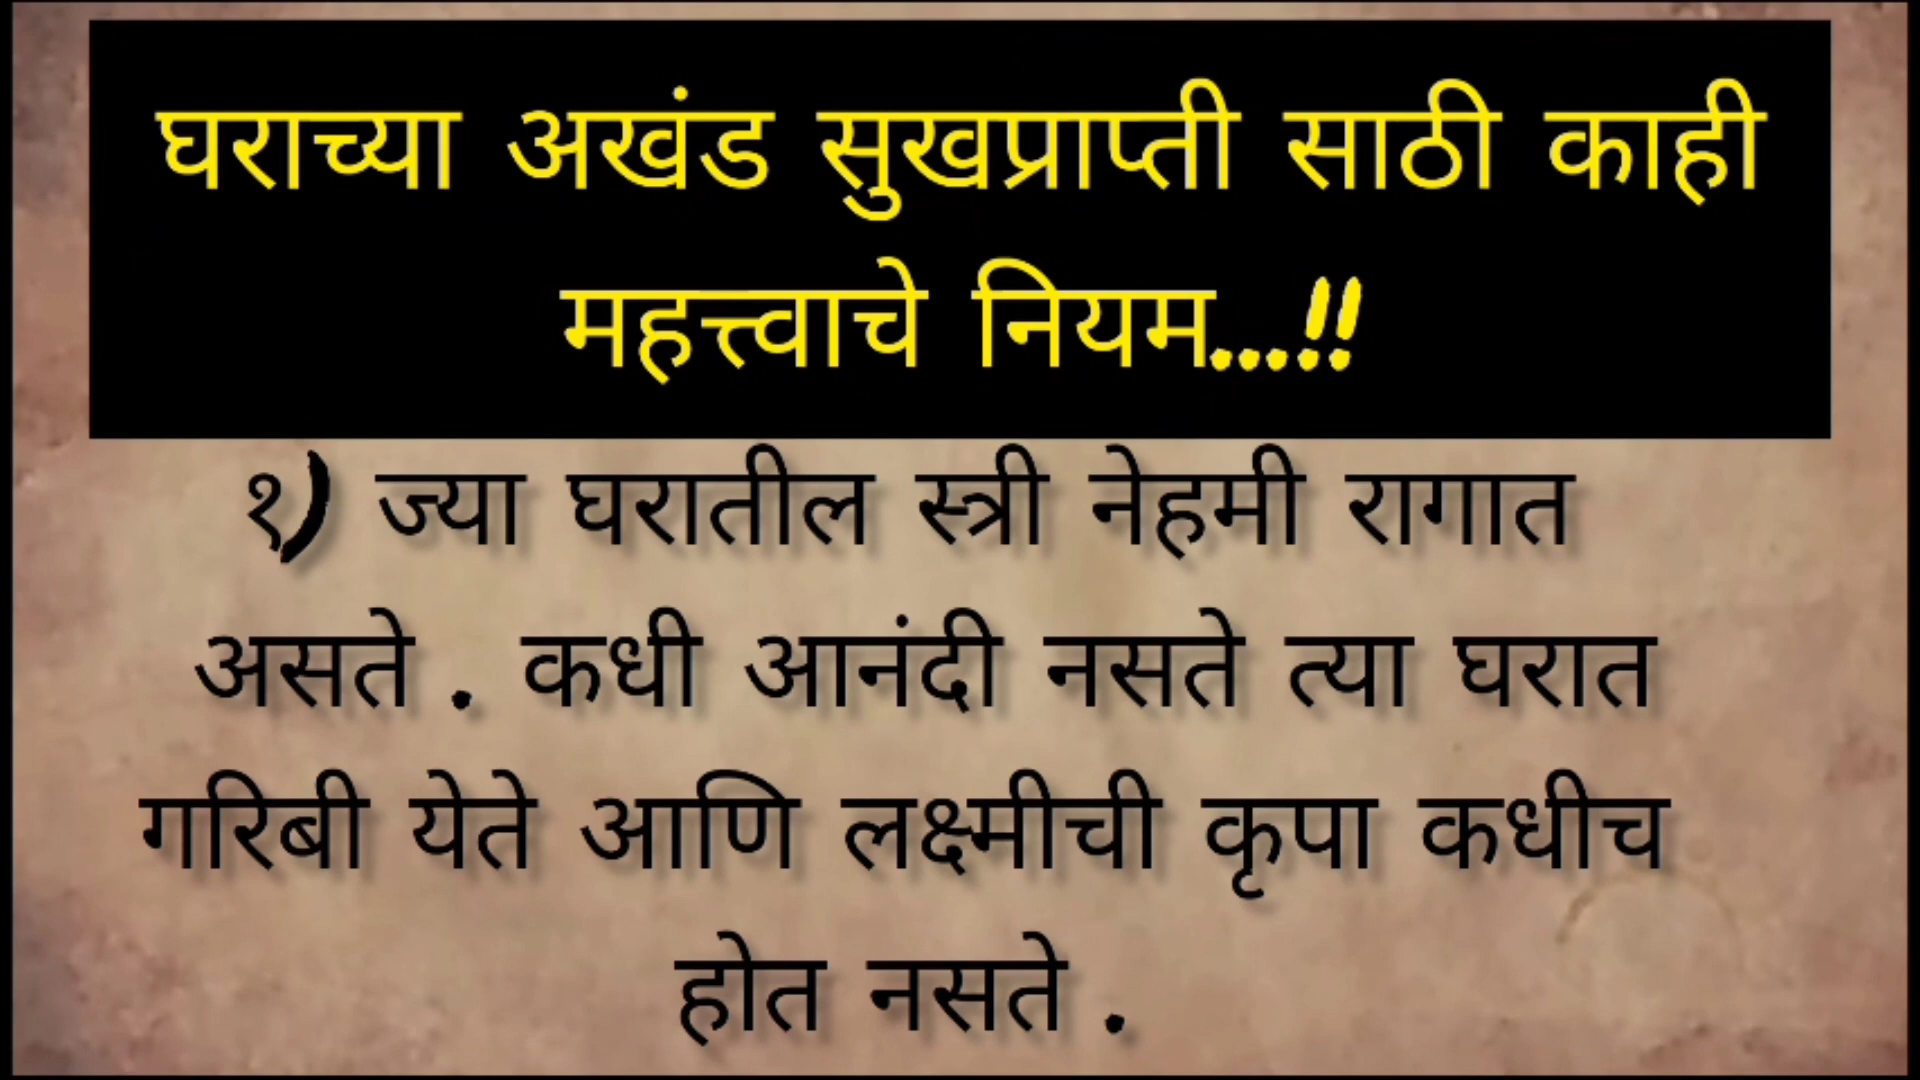 घराच्या अखंड सुखप्राप्ती साठी काही
महत्त्वाचे नियम...!!
१) ज्या घरातील स्त्री नेहमी रागात
असते . कधी आनंदी नसते त्या घरात
गरिबी येते आणि लक्ष्मीची कृपा कधीच
होत नसते .